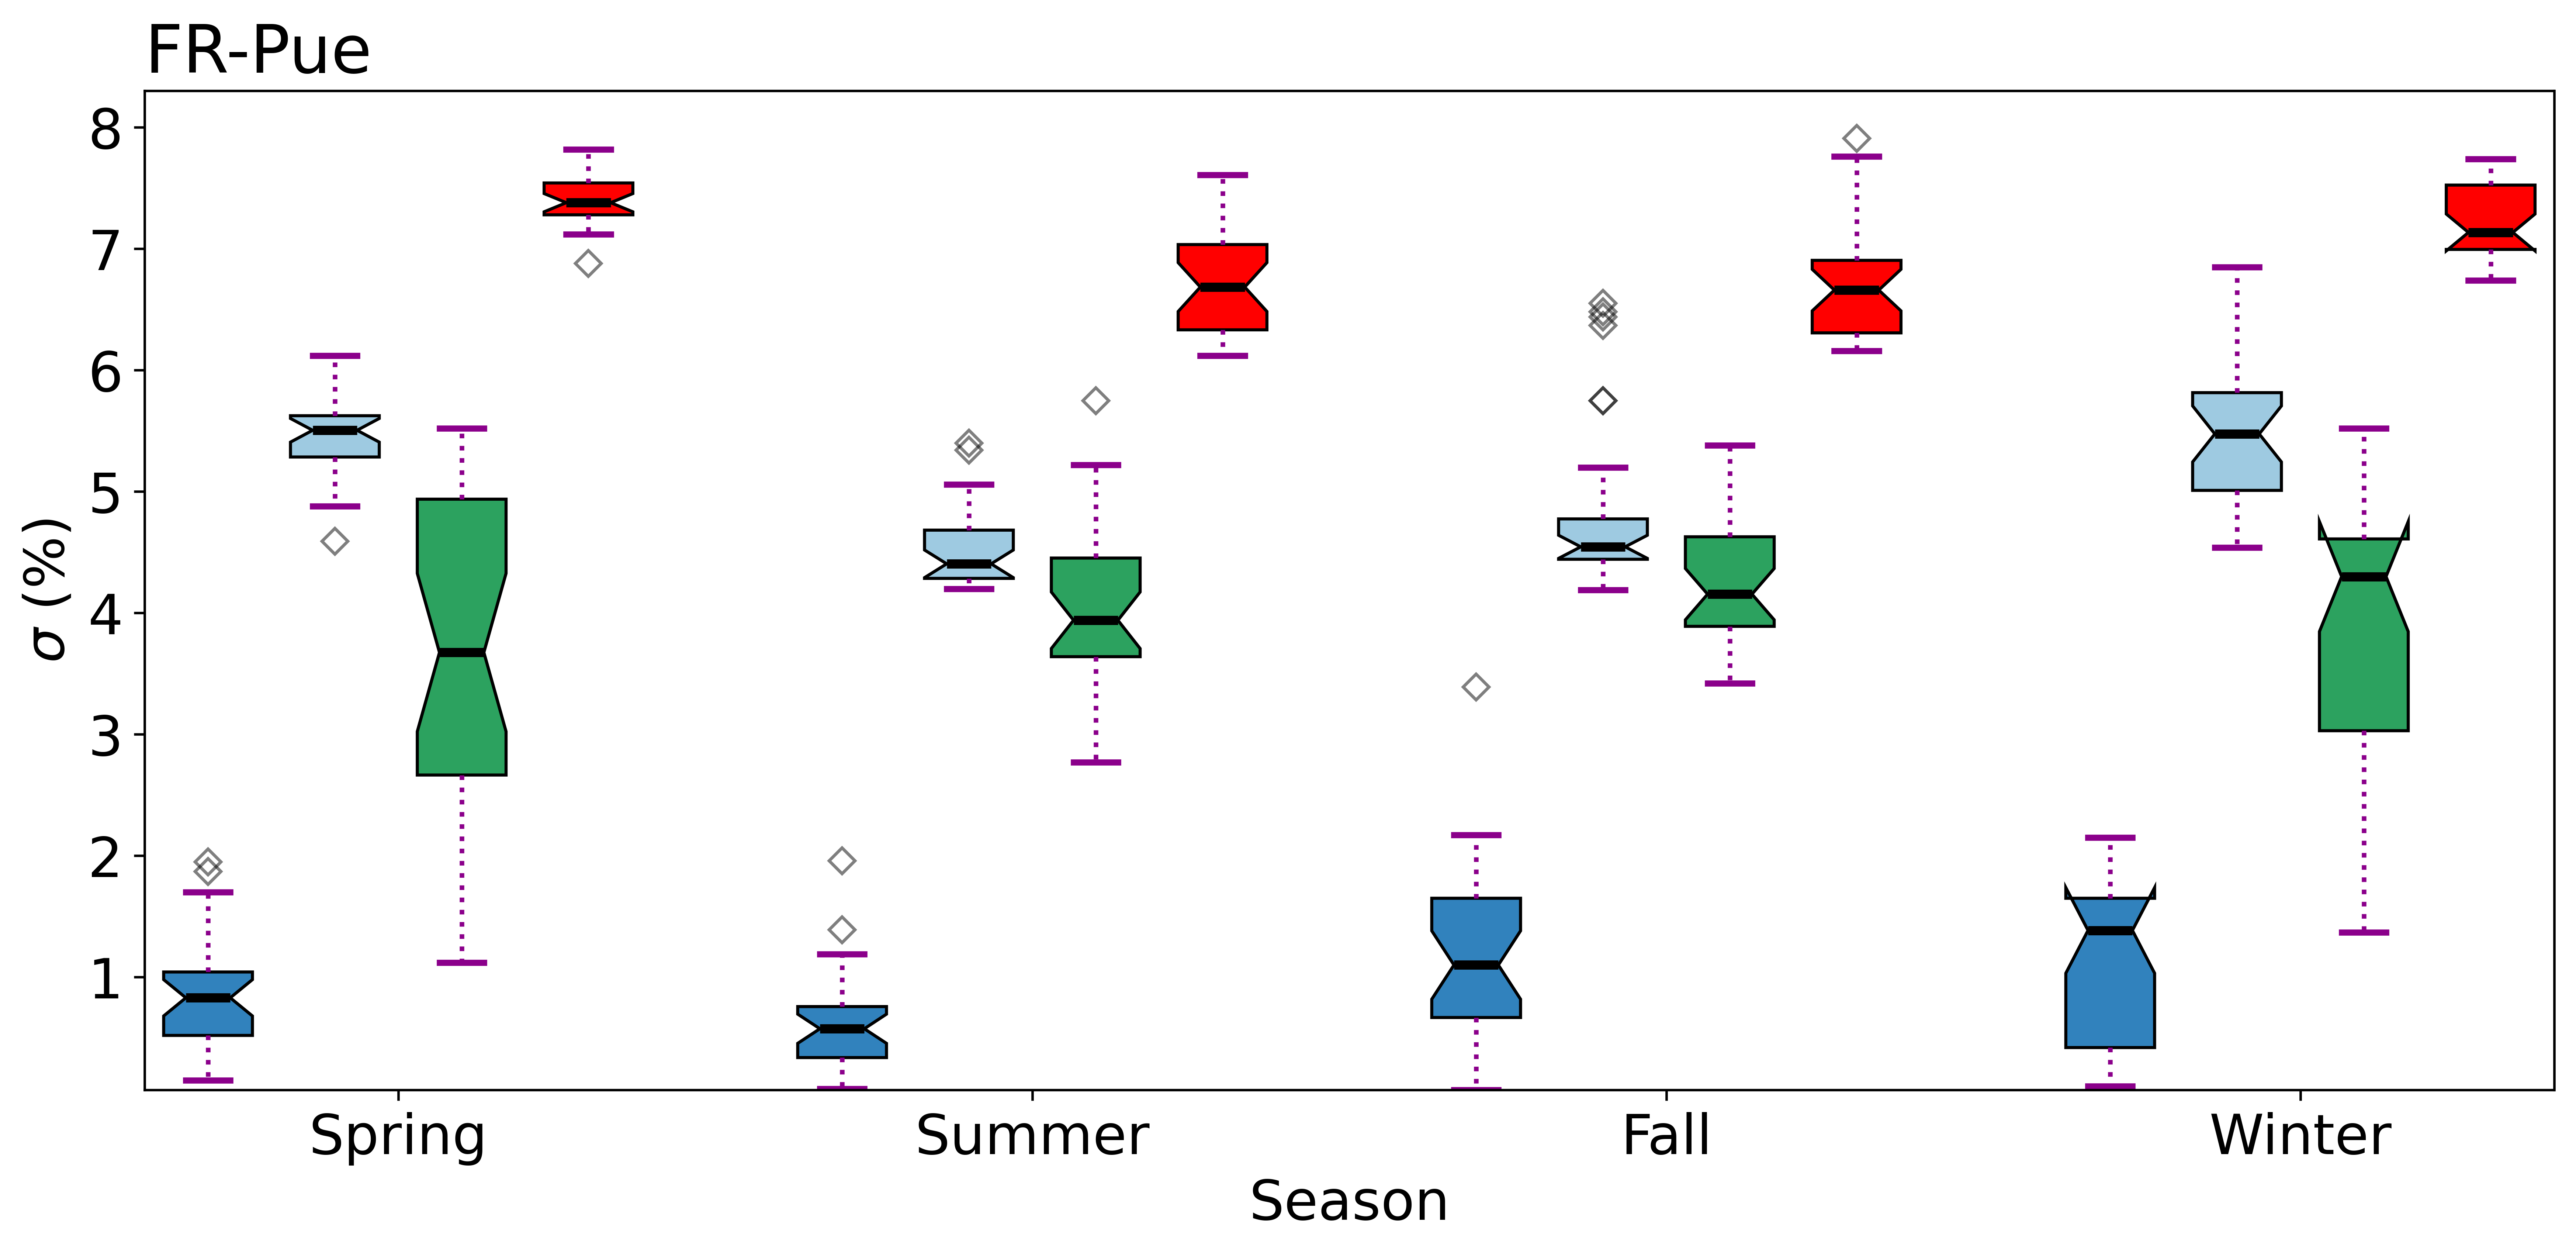 FR-Pue
8
7
6
5
4
3
2
1
σ (%)
Spring Summer Fall Winter
Season